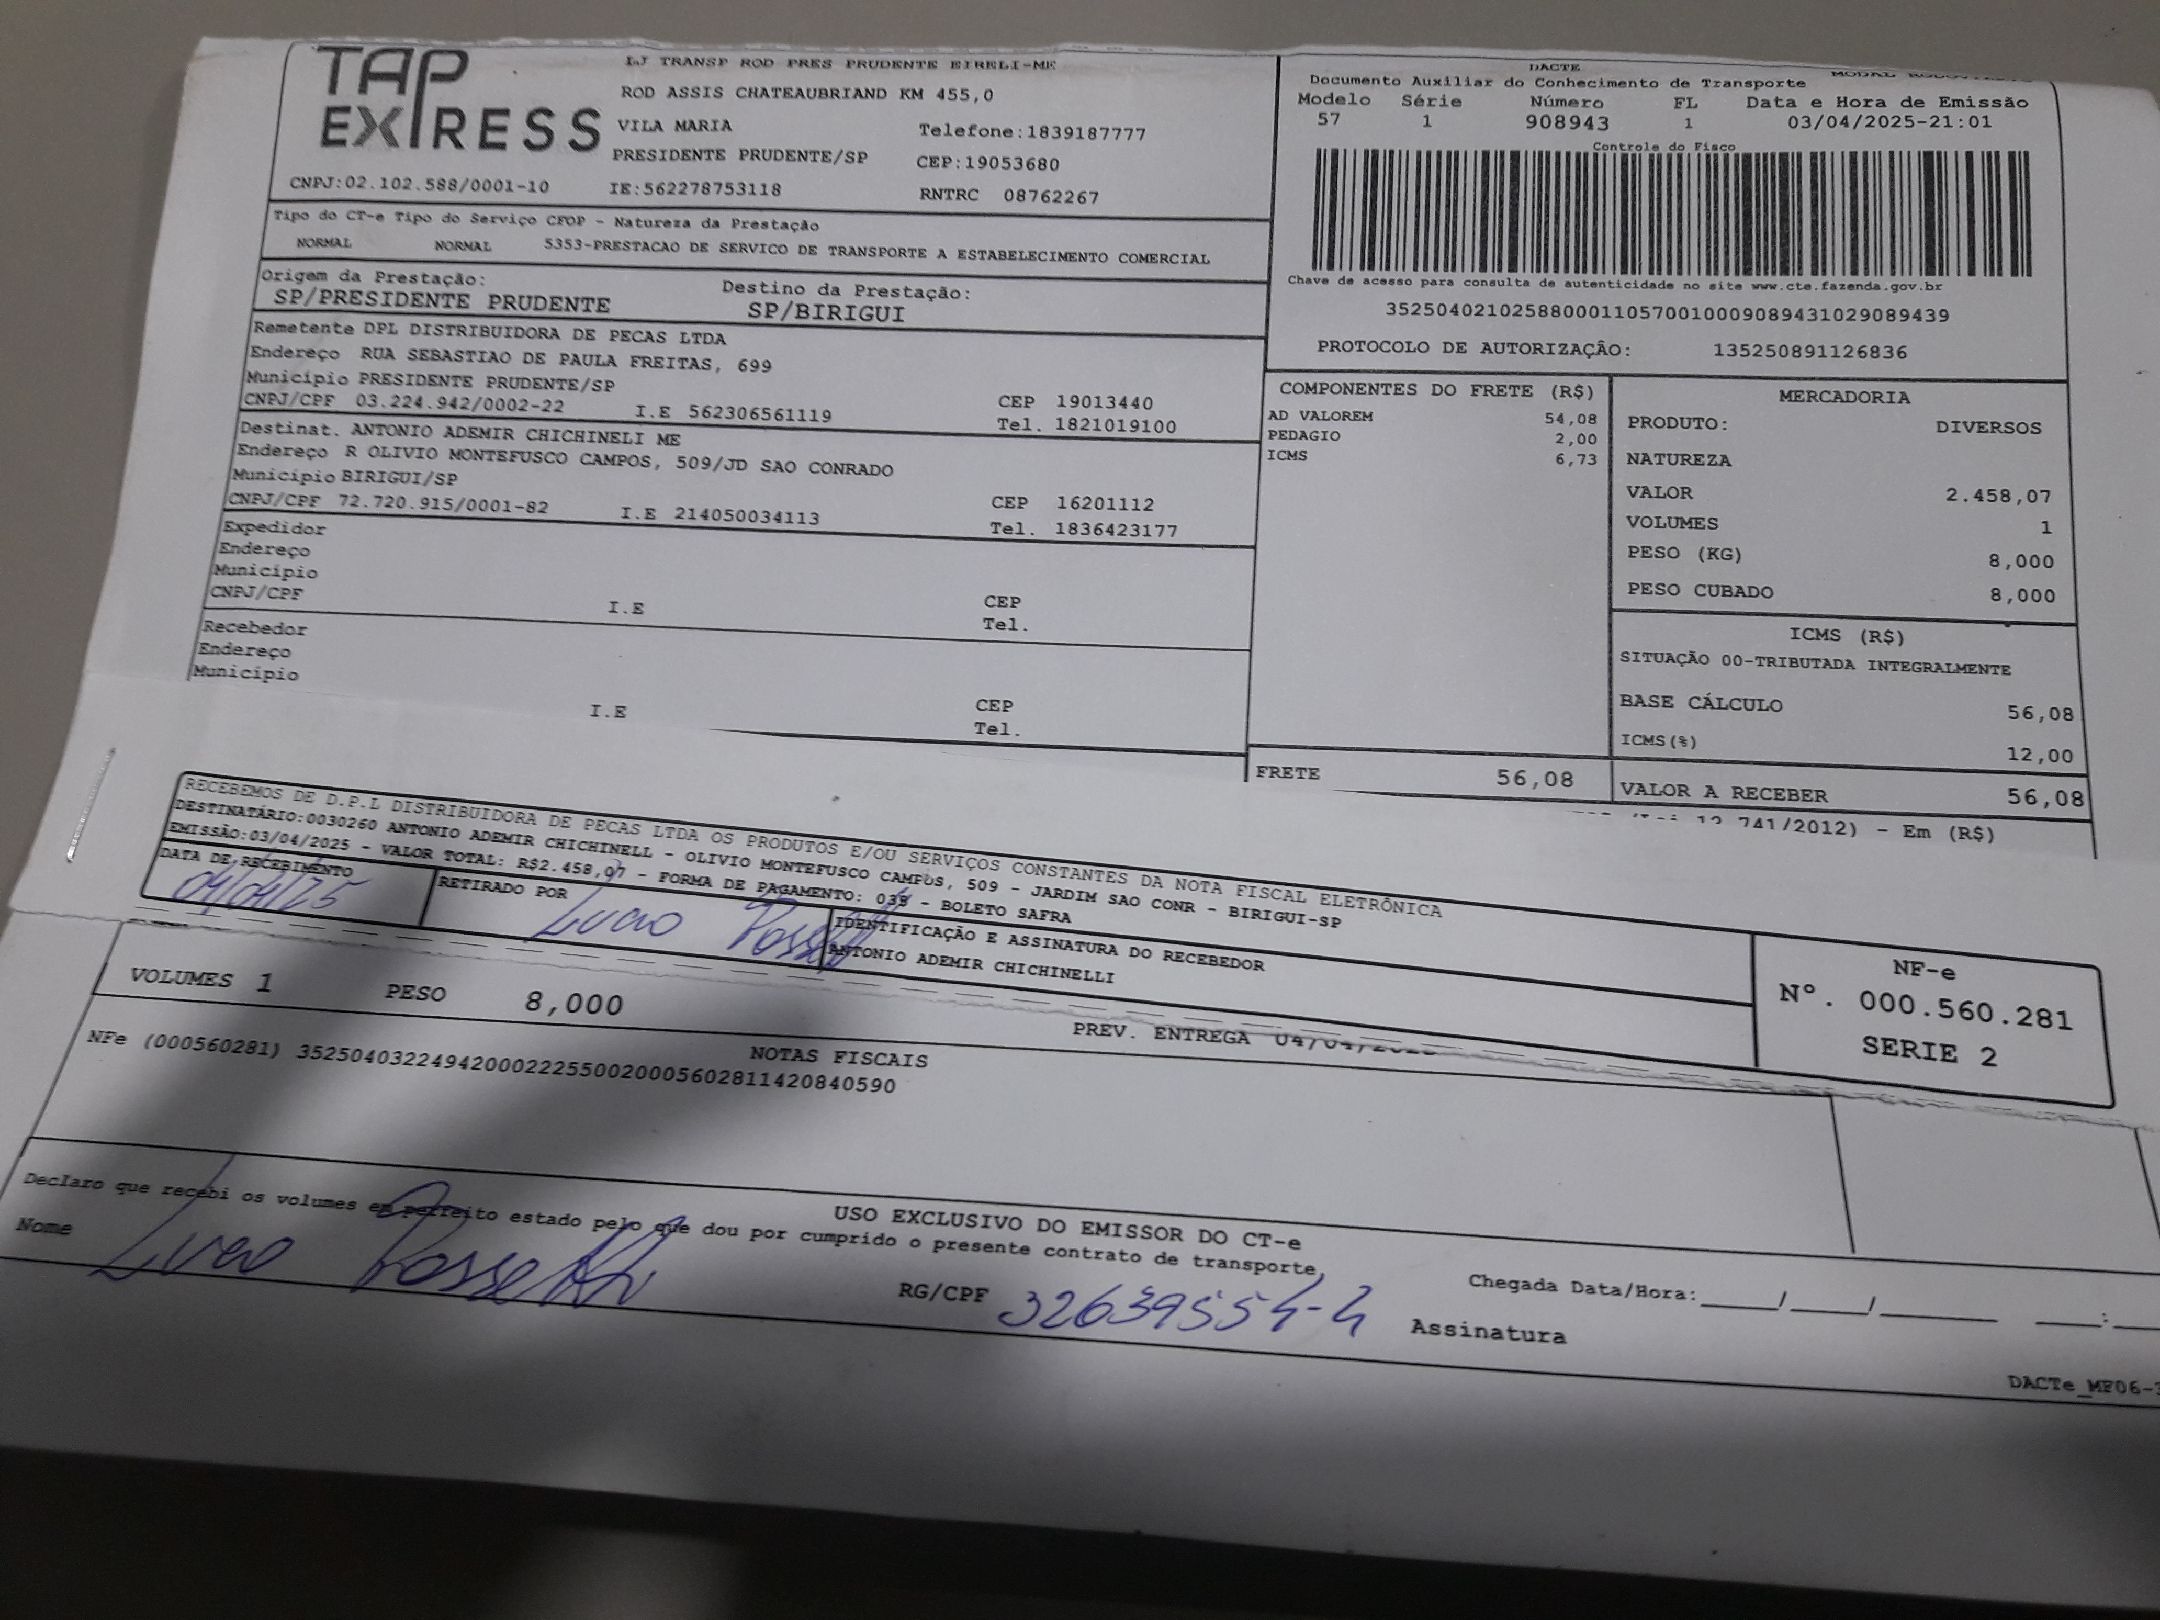 TAP EXPRESS
LJ TRANSP ROD PRES PRUDENTE EIRELI-ME
ROD ASSIS CHATEAUBRIAND KM 455,0
VILA MARIA Telefone:1839187777
PRESIDENTE PRUDENTE/SP CEP:19053680
CNPJ:02.102.588/0001-10 IE:562278753118 RNTRC 08762267
Tipo do CT-e Tipo do Serviço CFOP - Natureza da Prestação
NORMAL NORMAL 5353-PRESTACAO DE SERVICO DE TRANSPORTE A ESTABELECIMENTO COMERCIAL
Origem da Prestação: Destino da Prestação:
SP/PRESIDENTE PRUDENTE SP/BIRIGUI
Remetente DPL DISTRIBUIDORA DE PECAS LTDA
Endereço RUA SEBASTIAO DE PAULA FREITAS, 699
Município PRESIDENTE PRUDENTE/SP CEP 19013440
CNPJ/CPF 03.224.942/0002-22 I.E 562306561119 Tel. 1821019100
Destinat. ANTONIO ADEMIR CHICHINELI ME
Endereço R OLIVIO MONTEFUSCO CAMPOS, 509/JD SAO CONRADO
Município BIRIGUI/SP CEP 16201112
CNPJ/CPF 72.720.915/0001-82 I.E 214050034113 Tel. 1836423177
Expedidor
Endereço
Município CEP
CNPJ/CPF I.E Tel.
Recebedor
Endereço
Município CEP
I.E Tel.
DACTE
Documento Auxiliar do Conhecimento de Transporte
Modelo Série Número FL Data e Hora de Emissão
57 1 908943 1 03/04/2025-21:01
Controle do Fisco
Chave de acesso para consulta de autenticidade no site www.cte.fazenda.gov.br
35250402102588000110570010009089431029089439
PROTOCOLO DE AUTORIZAÇÃO: 135250891126836
COMPONENTES DO FRETE (R$)
AD VALOREM 54,08
PEDAGIO 2,00
ICMS 6,73
FRETE 56,08
MERCADORIA
PRODUTO: DIVERSOS
NATUREZA
VALOR 2.458,07
VOLUMES 1
PESO (KG) 8,000
PESO CUBADO 8,000
ICMS (R$)
SITUAÇÃO 00-TRIBUTADA INTEGRALMENTE
BASE CÁLCULO 56,08
ICMS(%) 12,00
VALOR A RECEBER 56,08
12.741/2012) - Em (R$)
RECEBEMOS DE D.P.L DISTRIBUIDORA DE PECAS LTDA OS PRODUTOS E/OU SERVIÇOS CONSTANTES DA NOTA FISCAL ELETRÔNICA
DESTINATÁRIO:0030260 ANTONIO ADEMIR CHICHINELL - OLIVIO MONTEFUSCO CAMPOS, 509 - JARDIM SAO CONR - BIRIGUI-SP
EMISSÃO:03/04/2025 - VALOR TOTAL: R$2.458,07 - FORMA DE PAGAMENTO: 035 - BOLETO SAFRA
DATA DE RECEBIMENTO RETIRADO POR IDENTIFICAÇÃO E ASSINATURA DO RECEBEDOR
04/04/25 ANTONIO ADEMIR CHICHINELLI
NF-e
Nº. 000.560.281
SERIE 2
VOLUMES 1 PESO 8,000 PREV. ENTREGA
NOTAS FISCAIS
NFe (000560281) 35250403224942000222550020005602811420840590
USO EXCLUSIVO DO EMISSOR DO CT-e
Declaro que recebi os volumes em perfeito estado pelo que dou por cumprido o presente contrato de transporte,
Nome RG/CPF 32639554-4 Assinatura
Chegada Data/Hora:____/____/______ ___: